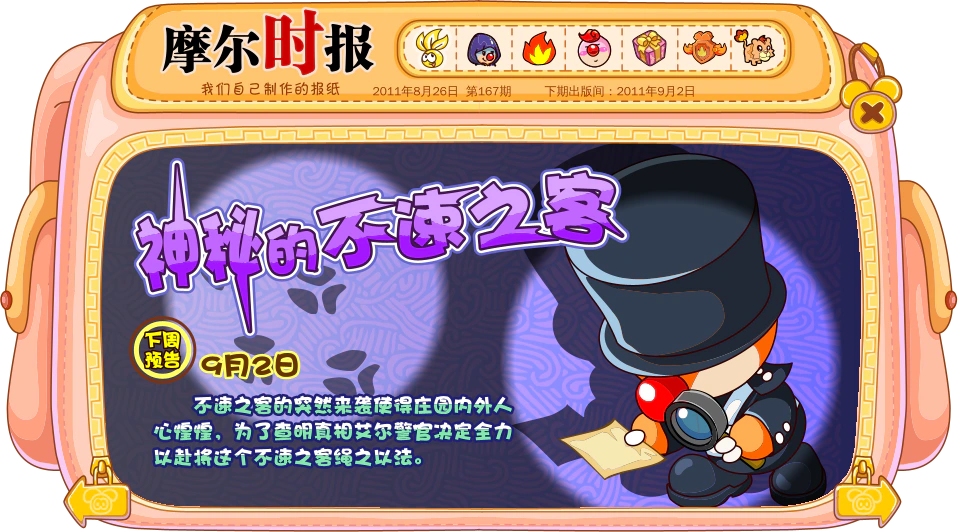 摩尔时报
我们自己制作的报纸 2011年8月26日 第167期 下期出版间：2011年9月2日
神秘的不速之客
下周
预告
9月2日
不速之客的突然来袭使得庄园内外人
心惶惶，为了查明真相艾尔警官决定全力
以赴将这个不速之客绳之以法。